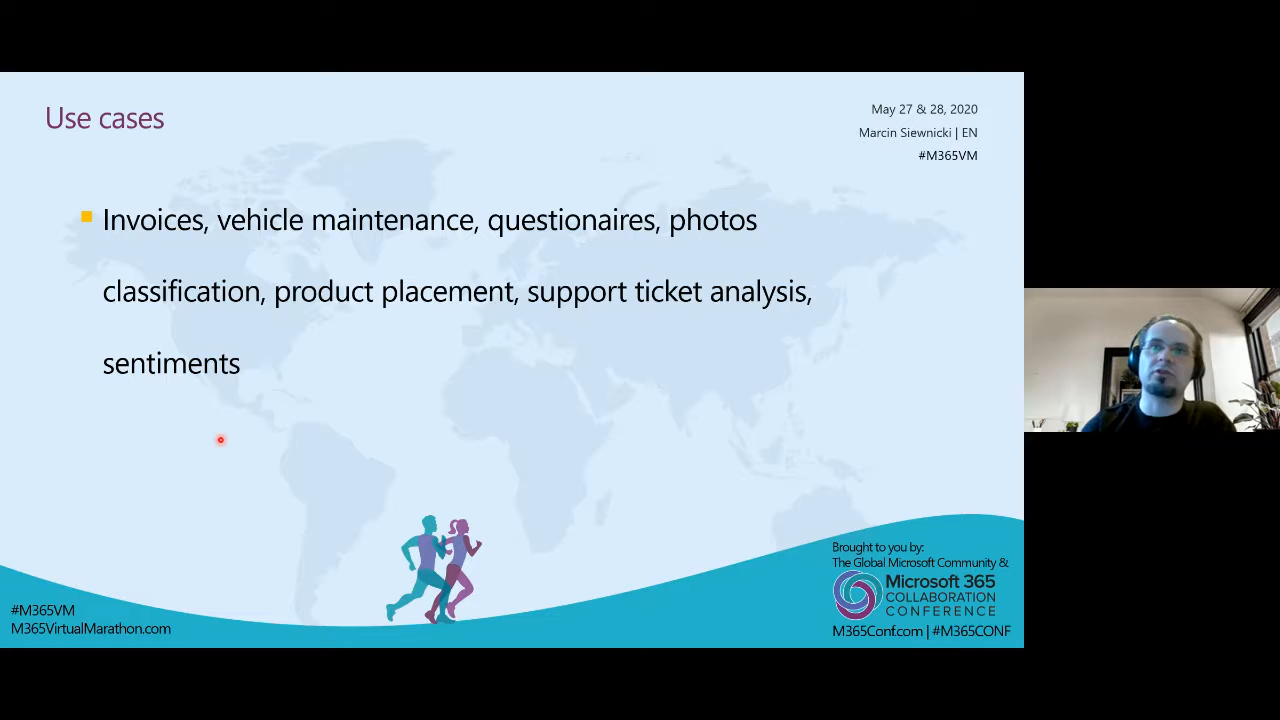 Use cases
May 27 & 28, 2020
Marcin Siewnicki | EN
#M365VM
Invoices, vehicle maintenance, questionaires, photos
classification, product placement, support ticket analysis,
sentiments
Brought to you by:
The Global Microsoft Community &
Microsoft 365
COLLABORATION
CONFERENCE
M365Conf.com | #M365CONF
#M365VM
M365VirtualMarathon.com